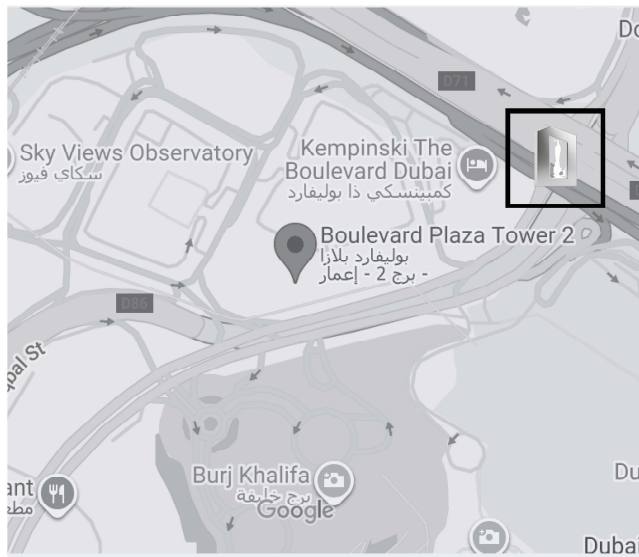 Do
D71
Sky Views Observatory
سكاي فيوز
Kempinski The
Boulevard Dubai
كمبينسكي ذا بوليفارد
Boulevard Plaza Tower 2
بوليفارد بلازا
- برج 2 - إعمار
D86
bal St
Burj Khalifa
برج خليفة
Google
ant
مطع
Du
Dubai